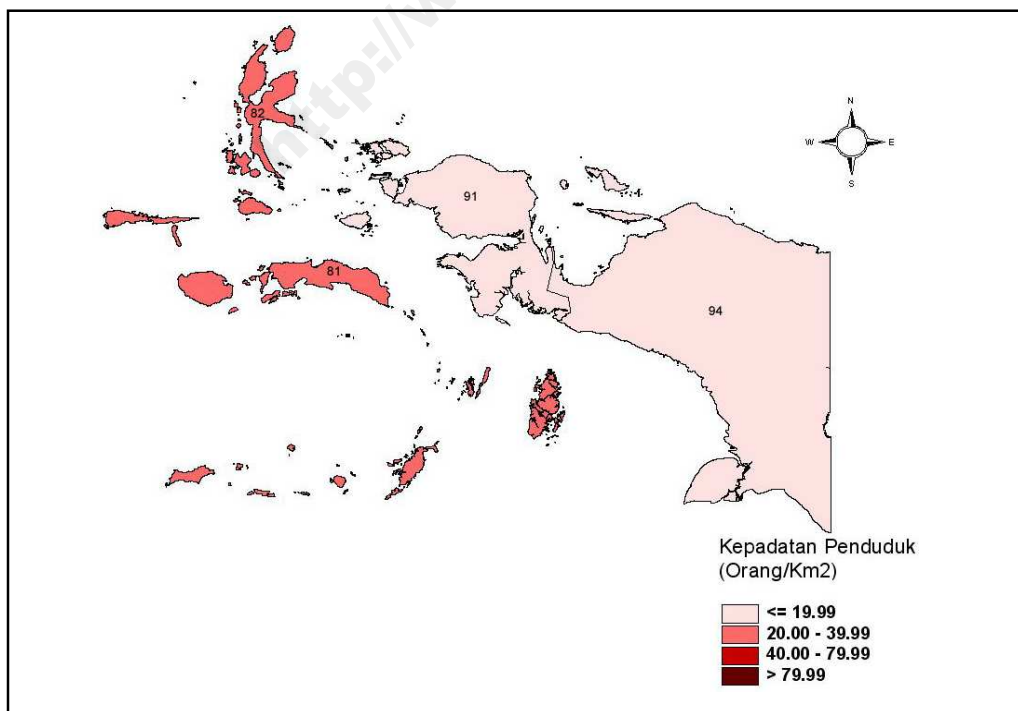 http://w
82
N
W E
S
91
81
94
Kepadatan Penduduk
(Orang/Km2)
<= 19.99
20.00 - 39.99
40.00 - 79.99
> 79.99